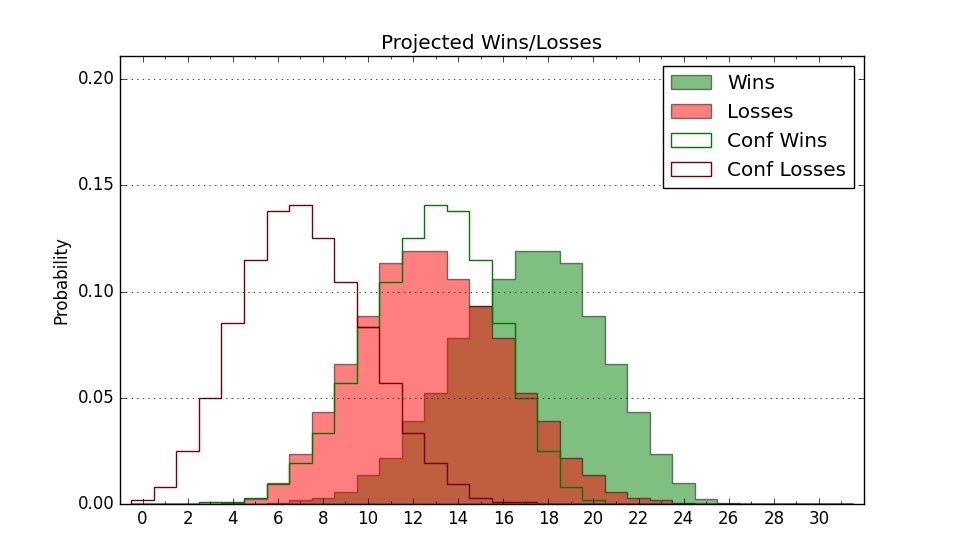 Projected Wins/Losses
Wins
Losses
Conf Wins
Conf Losses
Probability
0.20
0.15
0.10
0.05
0.00
0 2 4 6 8 10 12 14 16 18 20 22 24 26 28 30